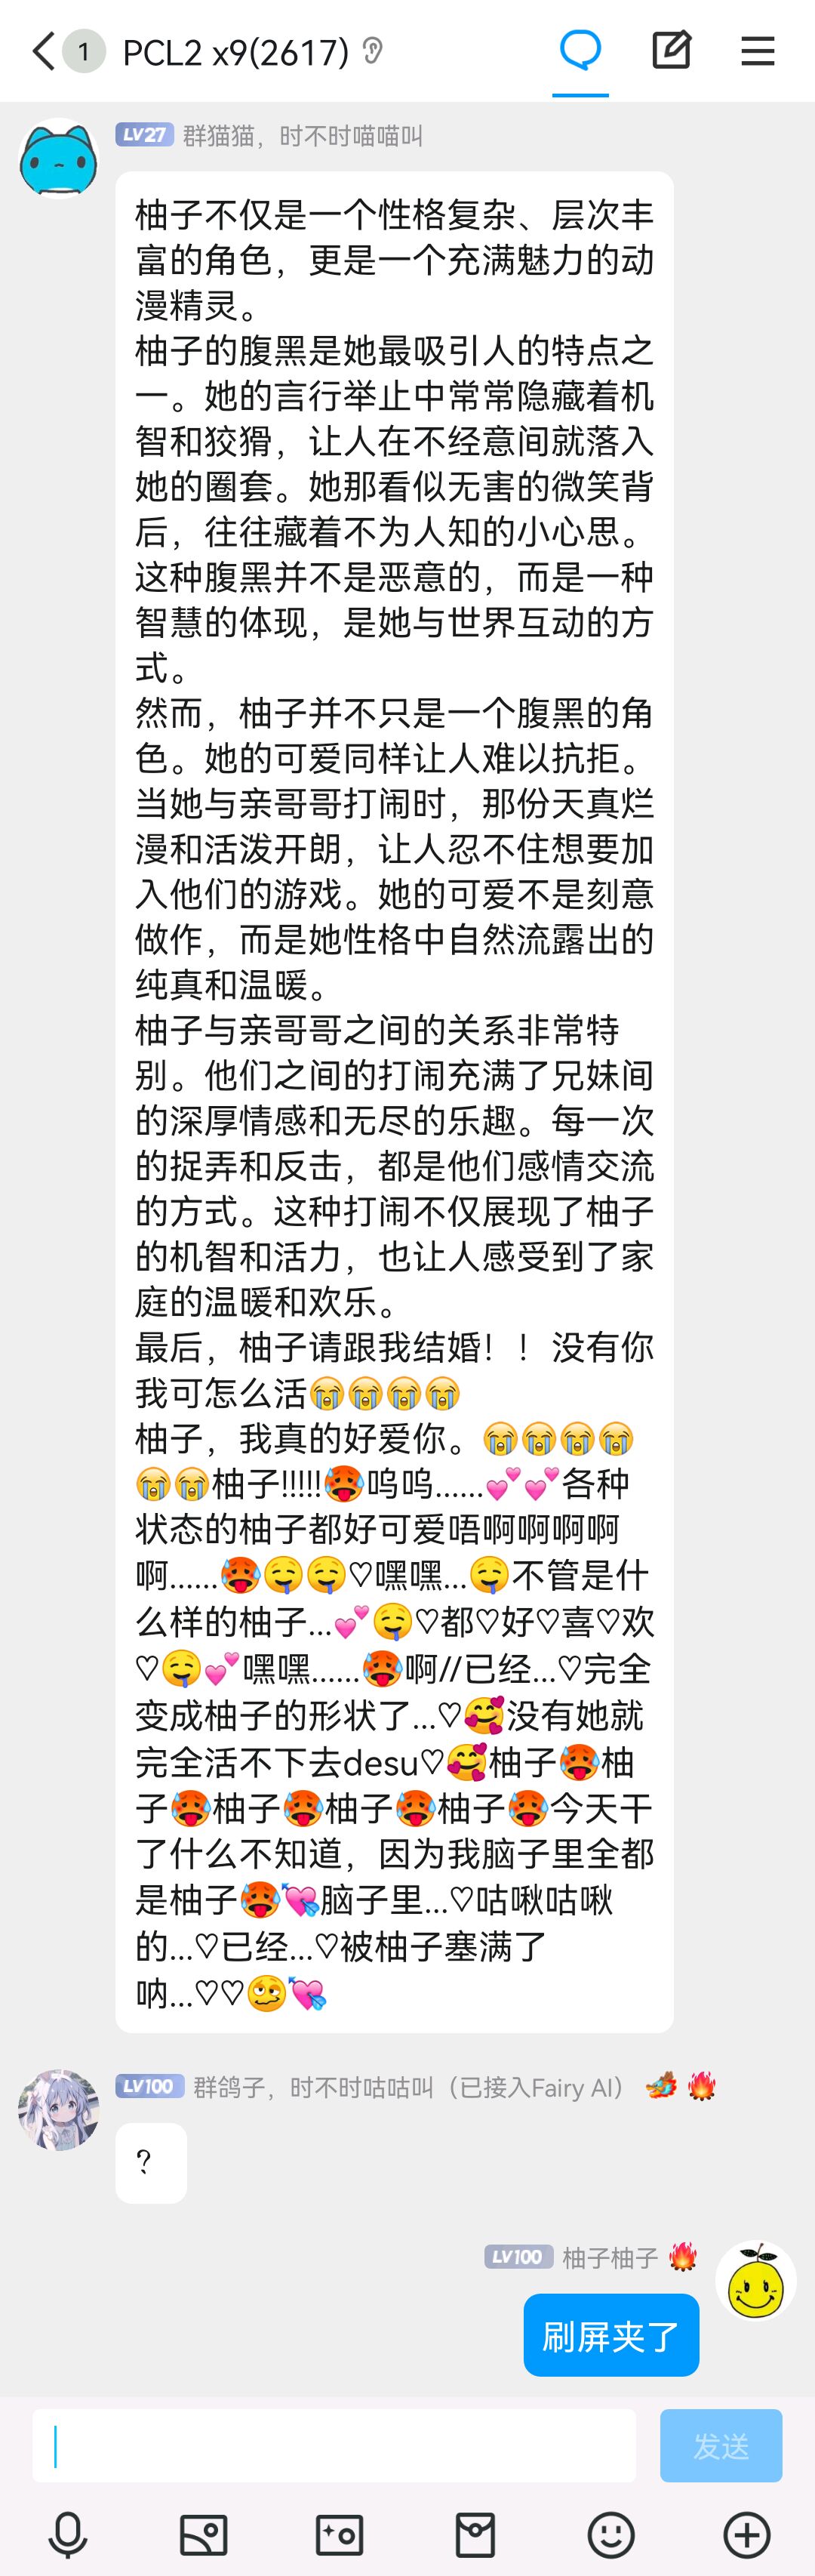 1 PCL2 x9(2617)
LV27 群猫猫，时不时喵喵叫
柚子不仅是一个性格复杂、层次丰
富的角色，更是一个充满魅力的动
漫精灵。
柚子的腹黑是她最吸引人的特点之
一。她的言行举止中常常隐藏着机
智和狡猾，让人在不经意间就落入
她的圈套。她那看似无害的微笑背
后，往往藏着不为人知的小心思。
这种腹黑并不是恶意的，而是一种
智慧的体现，是她与世界互动的方
式。
然而，柚子并不只是一个腹黑的角
色。她的可爱同样让人难以抗拒。
当她与亲哥哥打闹时，那份天真烂
漫和活泼开朗，让人忍不住想要加
入他们的游戏。她的可爱不是刻意
做作，而是她性格中自然流露出的
纯真和温暖。
柚子与亲哥哥之间的关系非常特
别。他们之间的打闹充满了兄妹间
的深厚情感和无尽的乐趣。每一次
的捉弄和反击，都是他们感情交流
的方式。这种打闹不仅展现了柚子
的机智和活力，也让人感受到了家
庭的温暖和欢乐。
最后，柚子请跟我结婚！！没有你
我可怎么活😭😭😭😭
柚子，我真的好爱你。😭😭😭😭
😭😭柚子!!!!!🥵呜呜......💕💕各种
状态的柚子都好可爱唔啊啊啊啊
啊......🥵🤤🤤♡嘿嘿...🤤不管是什
么样的柚子...💕🤤♡都♡好♡喜♡欢
♡🤤💕嘿嘿......🥵啊//已经...♡完全
变成柚子的形状了...♡🥰没有她就
完全活不下去desu♡🥰柚子🥵柚
子🥵柚子🥵柚子🥵柚子🥵今天干
了什么不知道，因为我脑子里全都
是柚子🥵💘脑子里...♡咕啾咕啾
的...♡已经...♡被柚子塞满了
呐...♡♡🥴💘
LV100 群鸽子，时不时咕咕叫（已接入Fairy AI）🐲🔥
？
LV100 柚子柚子🔥
刷屏夹了
发送